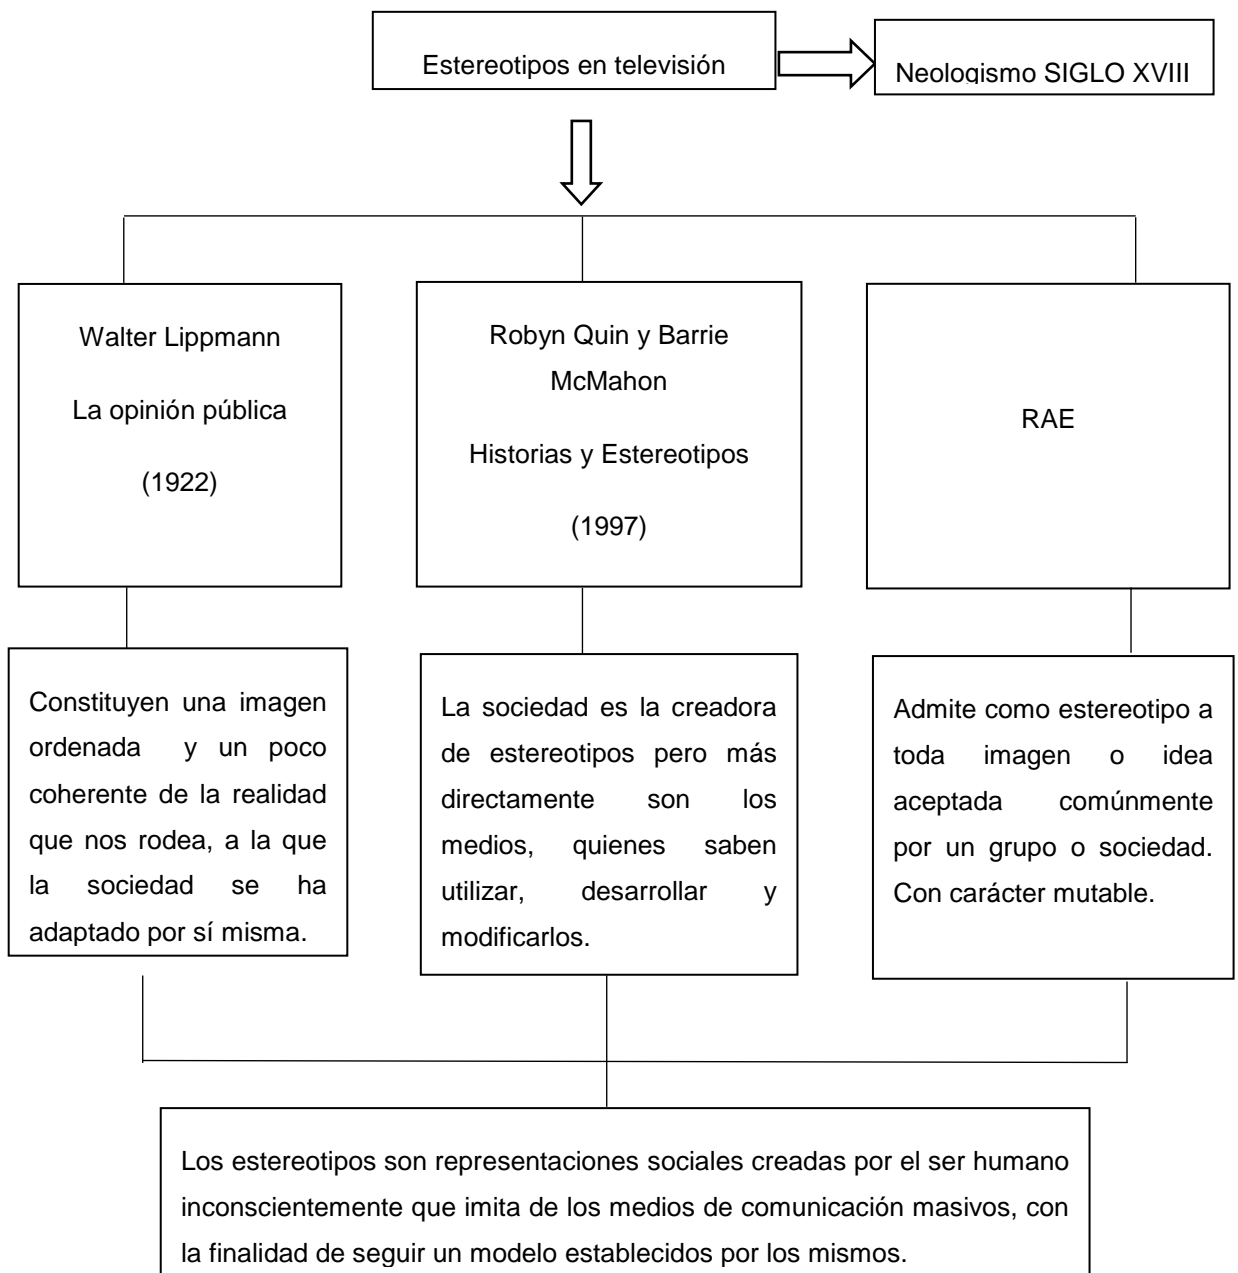 Estereotipos en televisión
Neologismo SIGLO XVIII
Walter Lippmann
La opinión pública
(1922)
Robyn Quin y Barrie
McMahon
Historias y Estereotipos
(1997)
RAE
Constituyen una imagen
ordenada y un poco
coherente de la realidad
que nos rodea, a la que
la sociedad se ha
adaptado por sí misma.
La sociedad es la creadora
de estereotipos pero más
directamente son los
medios, quienes saben
utilizar, desarrollar y
modificarlos.
Admite como estereotipo a
toda imagen o idea
aceptada comúnmente
por un grupo o sociedad.
Con carácter mutable.
Los estereotipos son representaciones sociales creadas por el ser humano
inconscientemente que imita de los medios de comunicación masivos, con
la finalidad de seguir un modelo establecidos por los mismos.